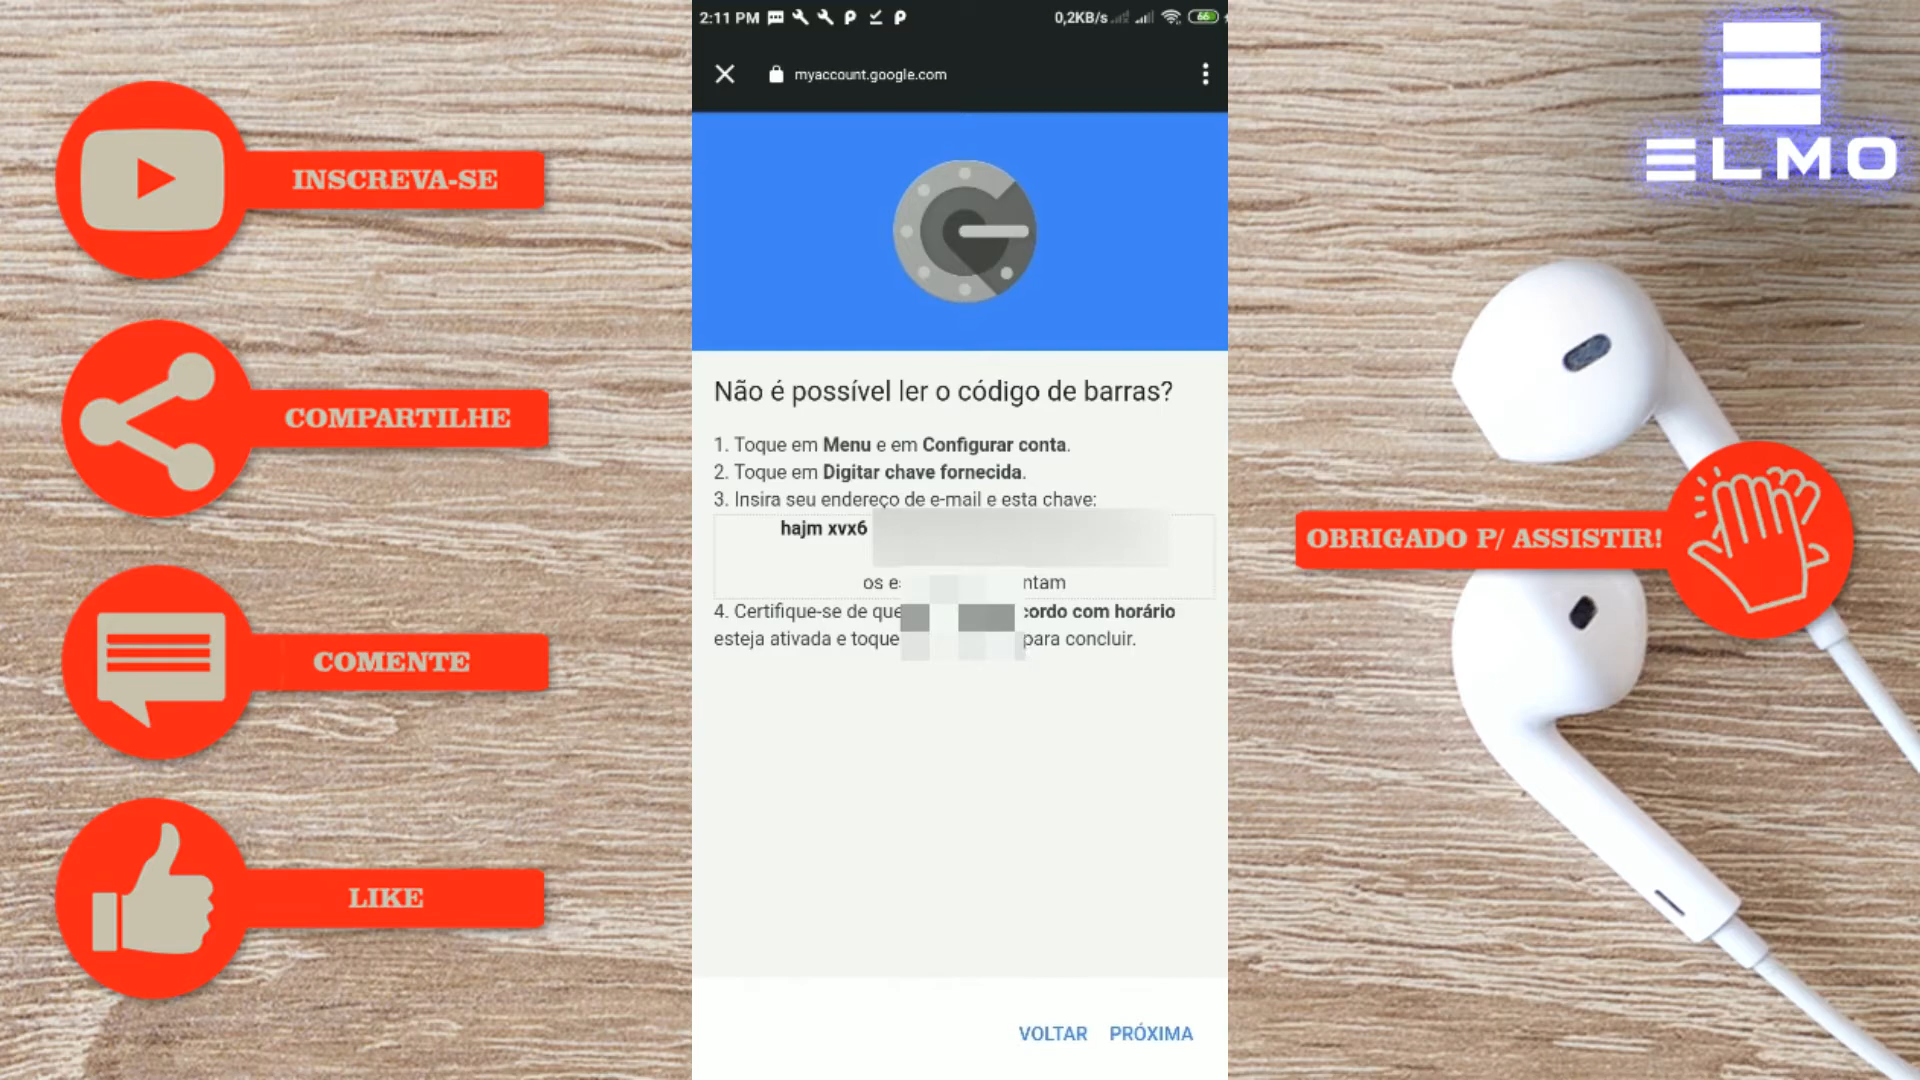 2:11 PM
0,2KB/s
66
myaccount.google.com
ELMO
INSCREVA-SE
COMPARTILHE
COMENTE
LIKE
Não é possível ler o código de barras?
1. Toque em Menu e em Configurar conta.
2. Toque em Digitar chave fornecida.
3. Insira seu endereço de e-mail e esta chave:
hajm xvx6
os es ntam
4. Certifique-se de que cordo com horário
esteja ativada e toque para concluir.
VOLTAR PRÓXIMA
OBRIGADO P/ ASSISTIR!